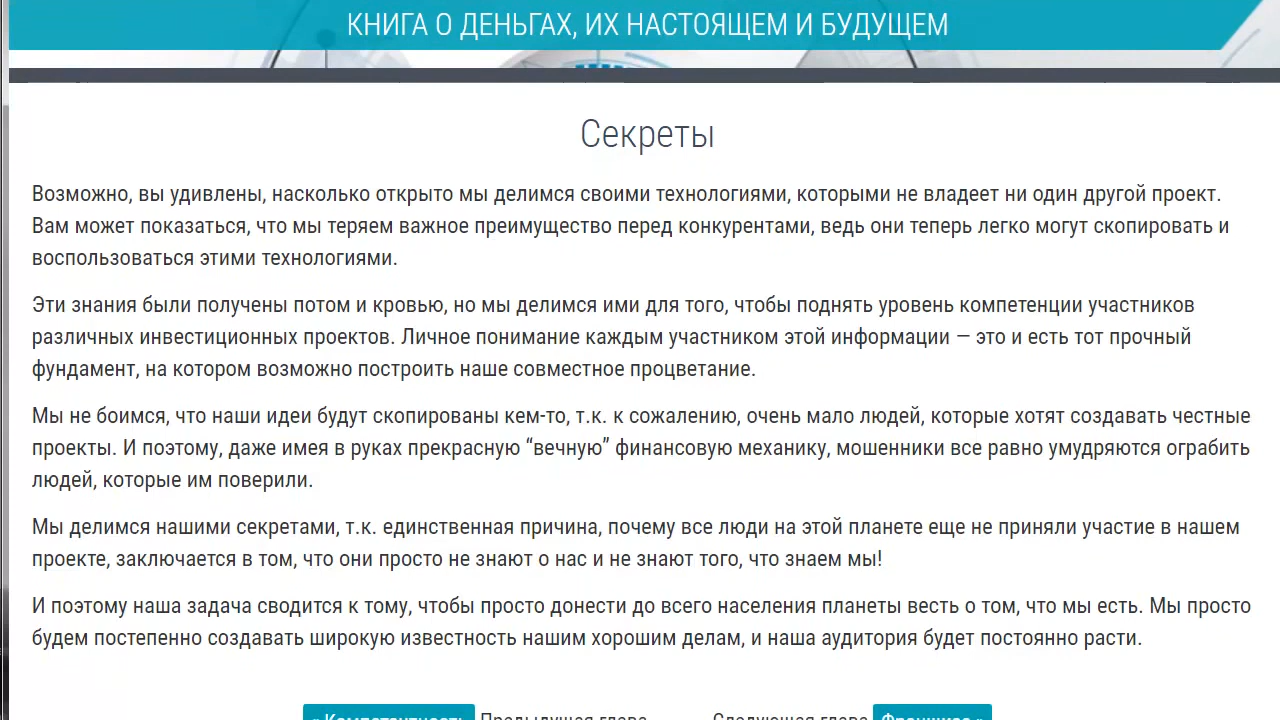 КНИГА О ДЕНЬГАХ, ИХ НАСТОЯЩЕМ И БУДУЩЕМ
Секреты
Возможно, вы удивлены, насколько открыто мы делимся своими технологиями, которыми не владеет ни один другой проект.
Вам может показаться, что мы теряем важное преимущество перед конкурентами, ведь они теперь легко могут скопировать и
воспользоваться этими технологиями.
Эти знания были получены потом и кровью, но мы делимся ими для того, чтобы поднять уровень компетенции участников
различных инвестиционных проектов. Личное понимание каждым участником этой информации — это и есть тот прочный
фундамент, на котором возможно построить наше совместное процветание.
Мы не боимся, что наши идеи будут скопированы кем-то, т.к. к сожалению, очень мало людей, которые хотят создавать честные
проекты. И поэтому, даже имея в руках прекрасную “вечную” финансовую механику, мошенники все равно умудряются ограбить
людей, которые им поверили.
Мы делимся нашими секретами, т.к. единственная причина, почему все люди на этой планете еще не приняли участие в нашем
проекте, заключается в том, что они просто не знают о нас и не знают того, что знаем мы!
И поэтому наша задача сводится к тому, чтобы просто донести до всего населения планеты весть о том, что мы есть. Мы просто
будем постепенно создавать широкую известность нашим хорошим делам, и наша аудитория будет постоянно расти.
« Компетентность Предыдущая глава Следующая глава Франшиза »